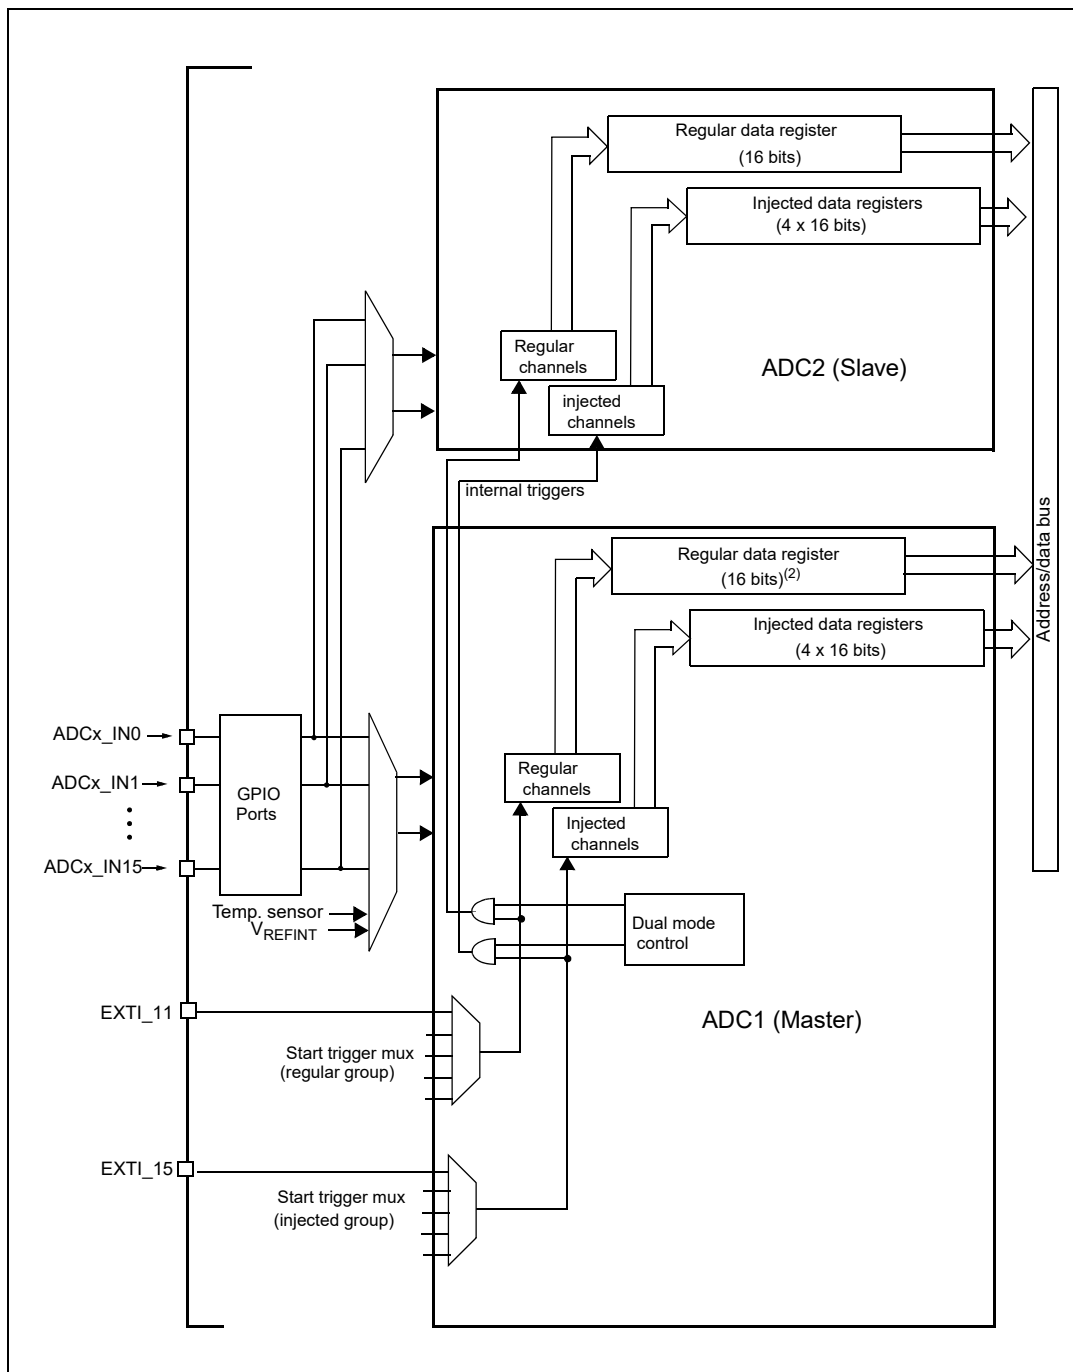 Regular data register
(16 bits)
Injected data registers
(4 x 16 bits)
Regular
channels
injected
channels
ADC2 (Slave)
internal triggers
Regular data register
(16 bits)(2)
Injected data registers
(4 x 16 bits)
Address/data bus
ADCx_IN0
ADCx_IN1
ADCx_IN15
GPIO
Ports
Temp. sensor
VREFINT
Regular
channels
Injected
channels
Dual mode
control
EXTI_11
Start trigger mux
(regular group)
ADC1 (Master)
EXTI_15
Start trigger mux
(injected group)